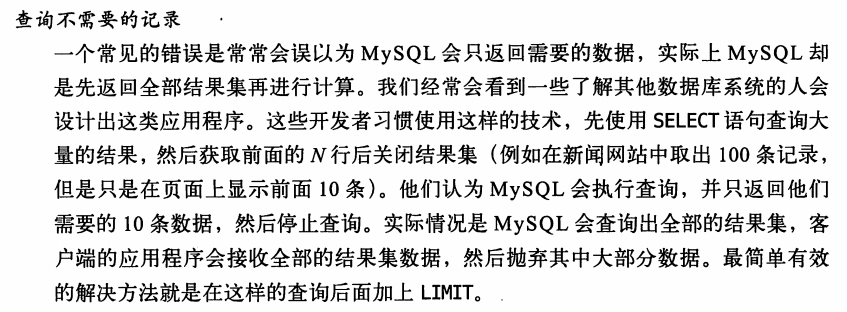 查询不需要的记录
一个常见的错误是常常会误以为 MySQL 会只返回需要的数据，实际上 MySQL 却
是先返回全部结果集再进行计算。我们经常会看到一些了解其他数据库系统的人会
设计出这类应用程序。这些开发者习惯使用这样的技术，先使用 SELECT 语句查询大
量的结果，然后获取前面的 N 行后关闭结果集（例如在新闻网站中取出 100 条记录，
但是只是在页面上显示前面 10 条）。他们认为 MySQL 会执行查询，并只返回他们
需要的 10 条数据，然后停止查询。实际情况是 MySQL 会查询出全部的结果集，客
户端的应用程序会接收全部的结果集数据，然后抛弃其中大部分数据。最简单有效
的解决方法就是在这样的查询后面加上 LIMIT。